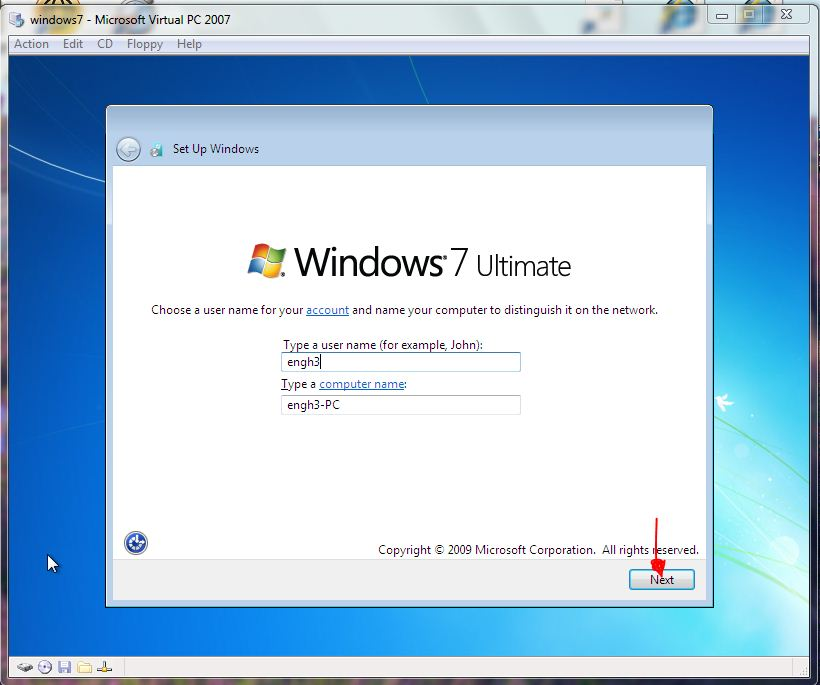 windows7 - Microsoft Virtual PC 2007
Action Edit CD Floppy Help
Set Up Windows
Windows 7 Ultimate
Choose a user name for your account and name your computer to distinguish it on the network.
Type a user name (for example, John):
engh3
Type a computer name:
engh3-PC
Copyright © 2009 Microsoft Corporation. All rights reserved.
Next